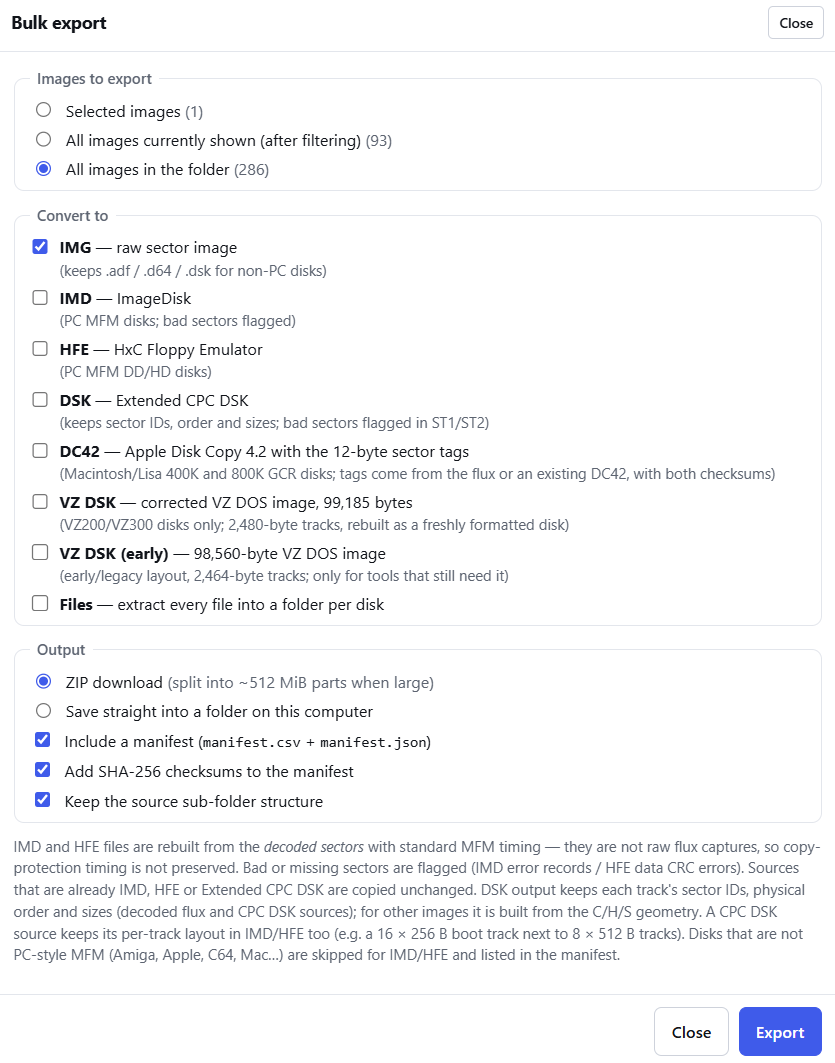 Bulk export
Close
Images to export
Selected images (1)
All images currently shown (after filtering) (93)
All images in the folder (286)
Convert to
IMG — raw sector image
(keeps .adf / .d64 / .dsk for non-PC disks)
IMD — ImageDisk
(PC MFM disks; bad sectors flagged)
HFE — HxC Floppy Emulator
(PC MFM DD/HD disks)
DSK — Extended CPC DSK
(keeps sector IDs, order and sizes; bad sectors flagged in ST1/ST2)
DC42 — Apple Disk Copy 4.2 with the 12-byte sector tags
(Macintosh/Lisa 400K and 800K GCR disks; tags come from the flux or an existing DC42, with both checksums)
VZ DSK — corrected VZ DOS image, 99,185 bytes
(VZ200/VZ300 disks only; 2,480-byte tracks, rebuilt as a freshly formatted disk)
VZ DSK (early) — 98,560-byte VZ DOS image
(early/legacy layout, 2,464-byte tracks; only for tools that still need it)
Files — extract every file into a folder per disk
Output
ZIP download (split into ~512 MiB parts when large)
Save straight into a folder on this computer
Include a manifest (manifest.csv + manifest.json)
Add SHA-256 checksums to the manifest
Keep the source sub-folder structure
IMD and HFE files are rebuilt from the decoded sectors with standard MFM timing — they are not raw flux captures, so copy-
protection timing is not preserved. Bad or missing sectors are flagged (IMD error records / HFE data CRC errors). Sources
that are already IMD, HFE or Extended CPC DSK are copied unchanged. DSK output keeps each track's sector IDs, physical
order and sizes (decoded flux and CPC DSK sources); for other images it is built from the C/H/S geometry. A CPC DSK
source keeps its per-track layout in IMD/HFE too (e.g. a 16 × 256 B boot track next to 8 × 512 B tracks). Disks that are not
PC-style MFM (Amiga, Apple, C64, Mac…) are skipped for IMD/HFE and listed in the manifest.
Close
Export